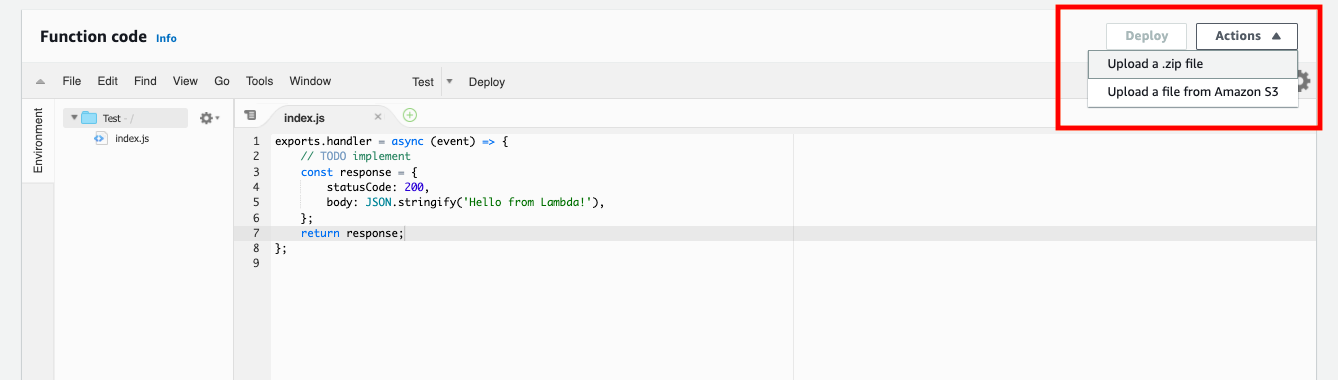 Function code Info
Deploy Actions
Upload a .zip file
Upload a file from Amazon S3
File Edit Find View Go Tools Window Test Deploy
Environment
Test - /
index.js
index.js
1 exports.handler = async (event) => {
2 // TODO implement
3 const response = {
4 statusCode: 200,
5 body: JSON.stringify('Hello from Lambda!'),
6 };
7 return response;
8 };
9